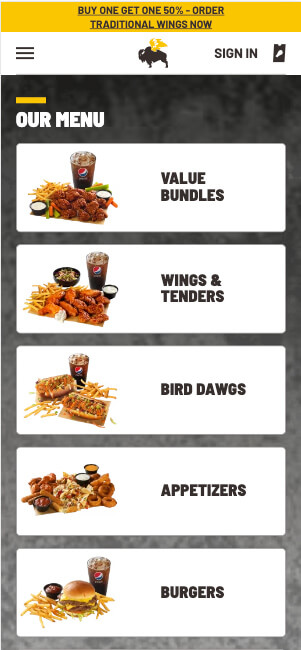 BUY ONE GET ONE 50% - ORDER
TRADITIONAL WINGS NOW
SIGN IN
OUR MENU
VALUE
BUNDLES
WINGS &
TENDERS
BIRD DAWGS
APPETIZERS
BURGERS